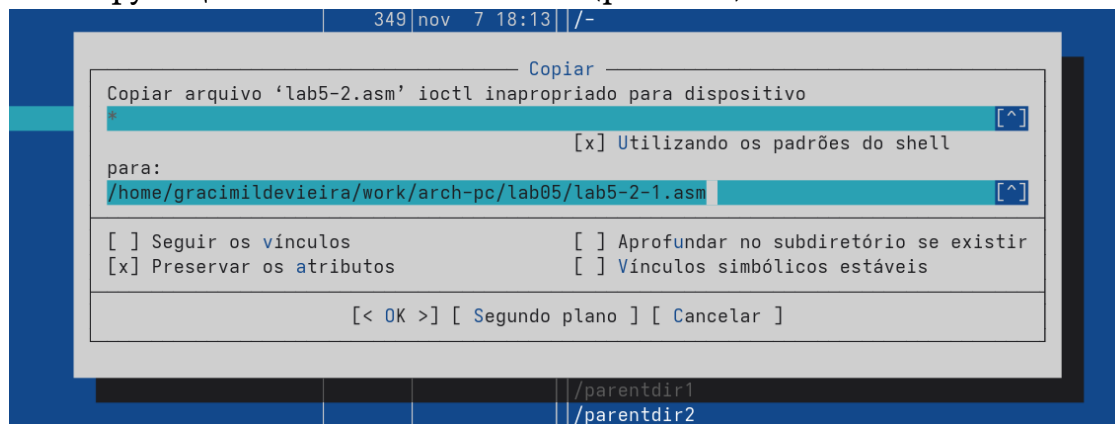 349 nov 7 18:13 /-
Copiar
Copiar arquivo ‘lab5-2.asm’ ioctl inapropriado para dispositivo
* [^]
[x] Utilizando os padrões do shell
para:
/home/gracimildevieira/work/arch-pc/lab05/lab5-2-1.asm [^]
[ ] Seguir os vínculos [ ] Aprofundar no subdiretório se existir
[x] Preservar os atributos [ ] Vínculos simbólicos estáveis
[< OK >] [ Segundo plano ] [ Cancelar ]
/parentdir1
/parentdir2